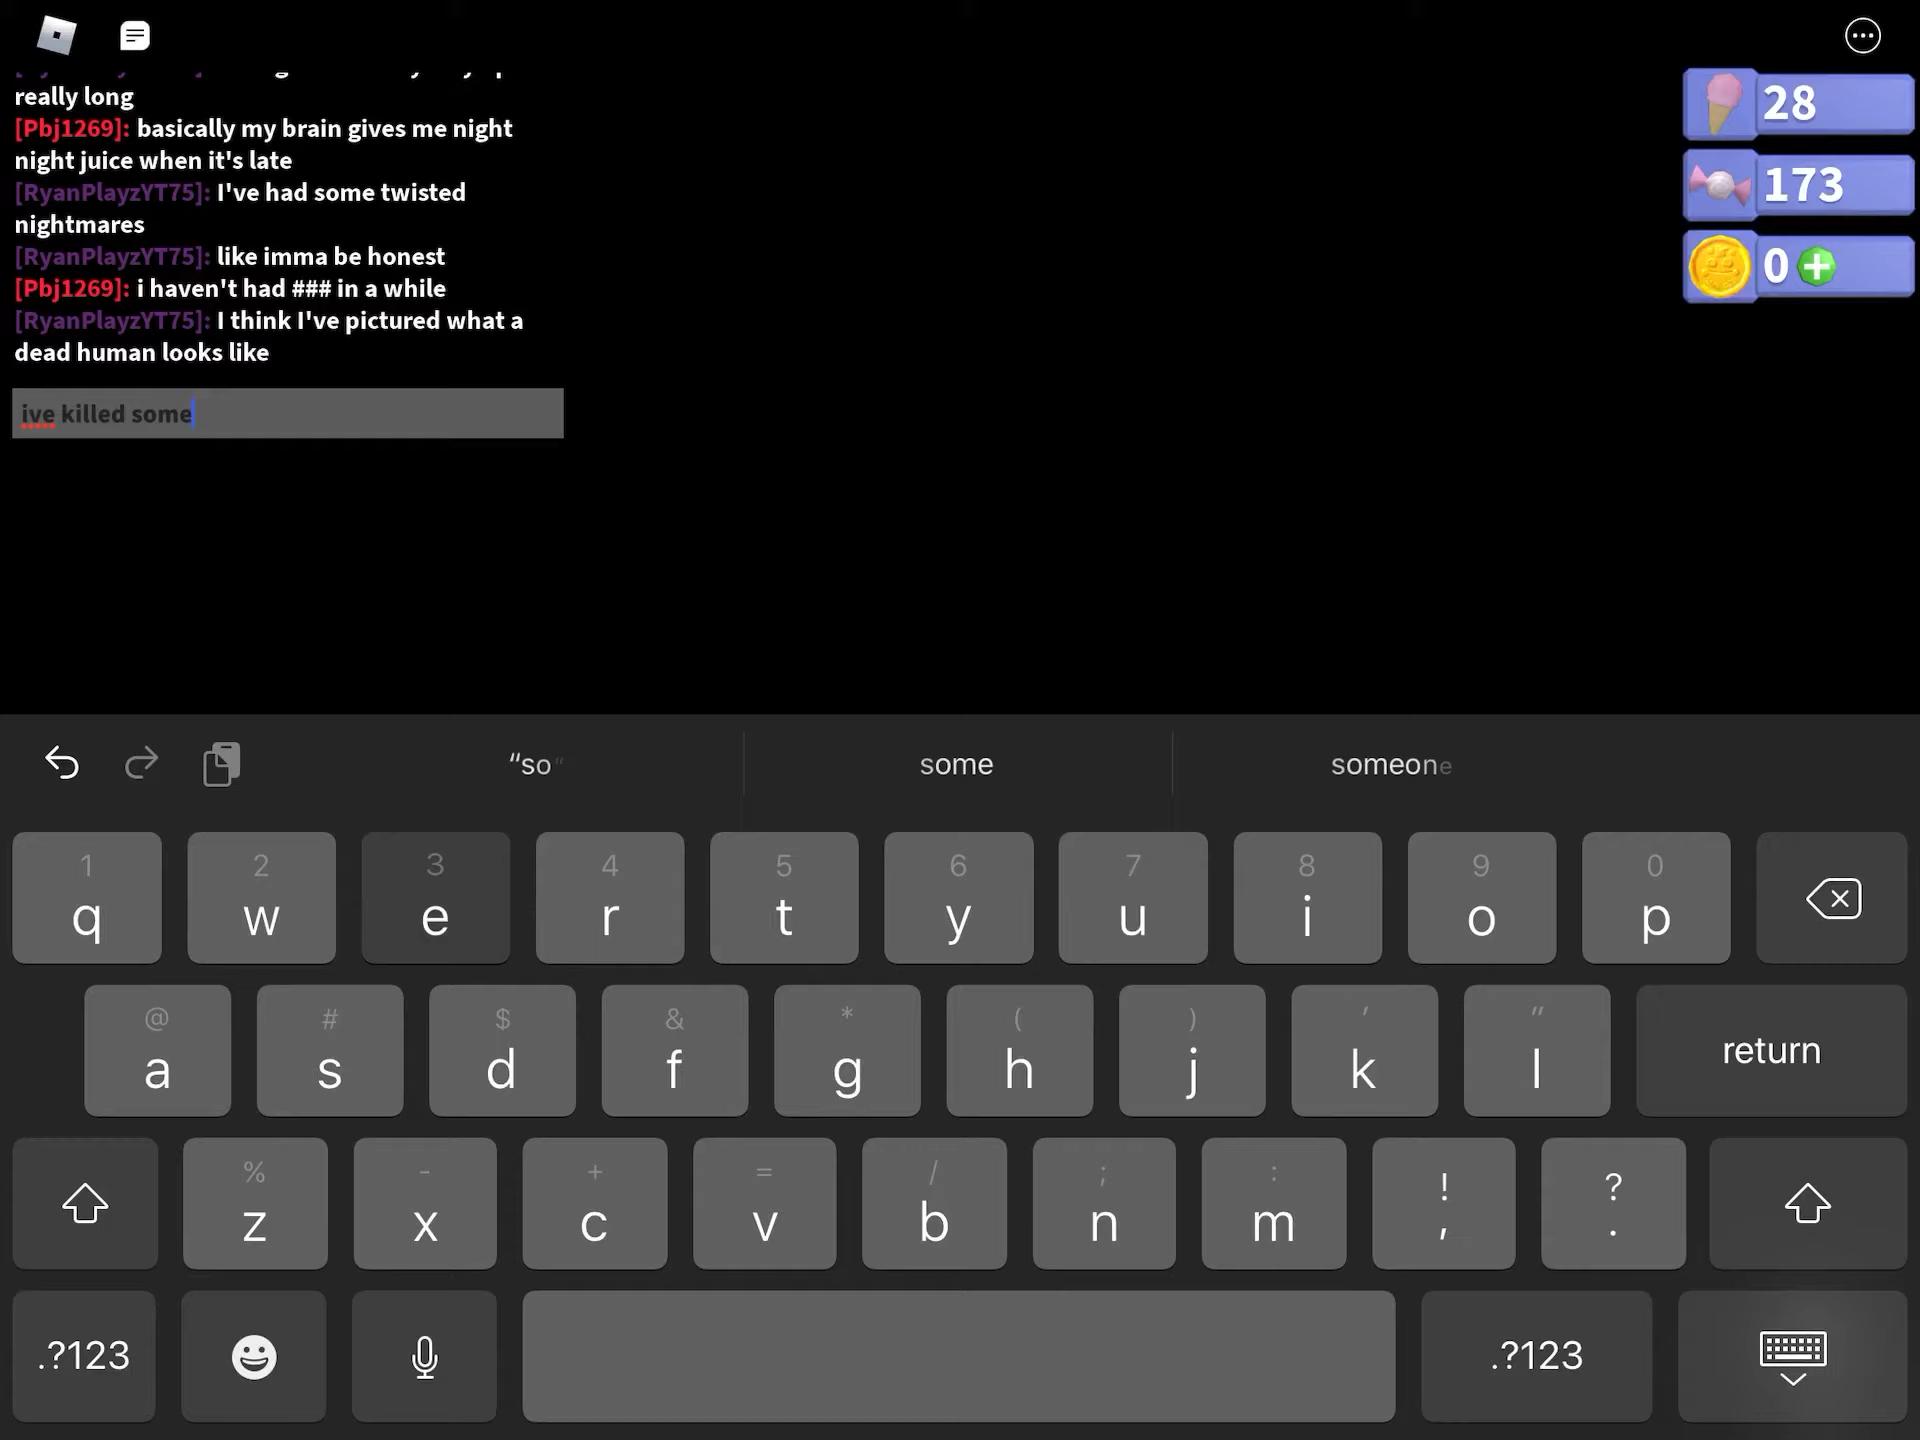 really long
[Pbj1269]: basically my brain gives me night
night juice when it's late
[RyanPlayzYT75]: I've had some twisted
nightmares
[RyanPlayzYT75]: like imma be honest
[Pbj1269]: i haven't had ### in a while
[RyanPlayzYT75]: I think I've pictured what a
dead human looks like
ive killed some
28
173
0
"so" some someone
1 2 3 4 5 6 7 8 9 0
q w e r t y u i o p
@ # $ & * ( ) ' "
a s d f g h j k l return
% - + = / ; : ! ?
z x c v b n m , .
.?123 .?123